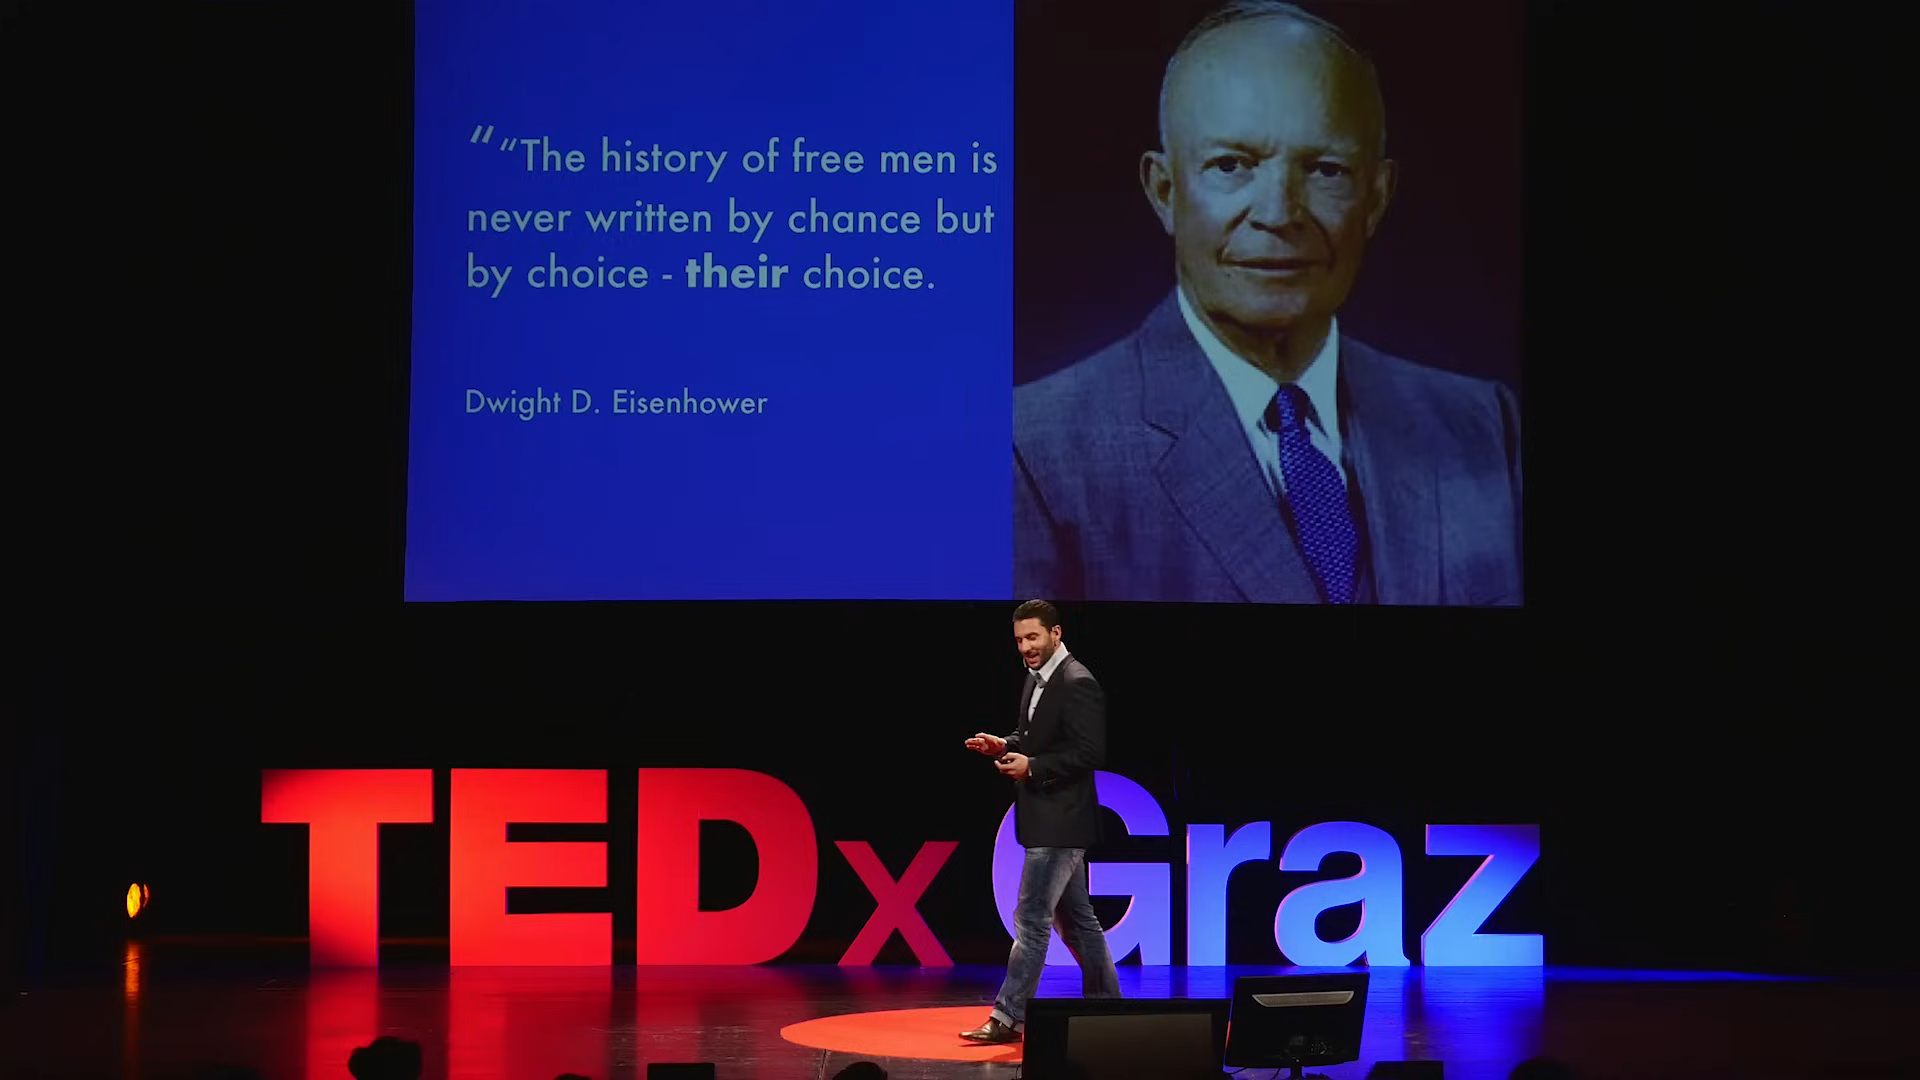 “ “The history of free men is
never written by chance but
by choice - their choice.
Dwight D. Eisenhower
TEDxGraz